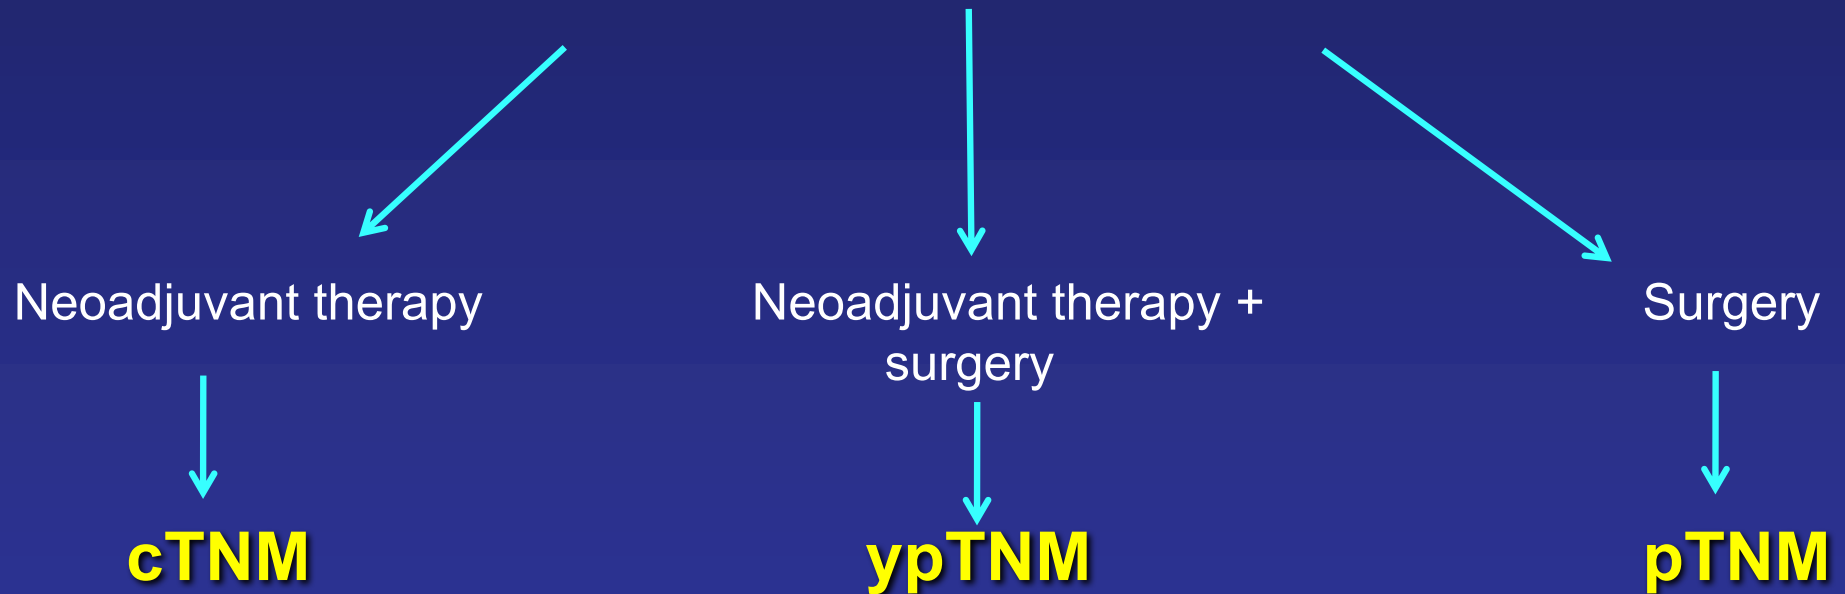 Neoadjuvant therapy
Neoadjuvant therapy +
surgery
Surgery
cTNM
ypTNM
pTNM